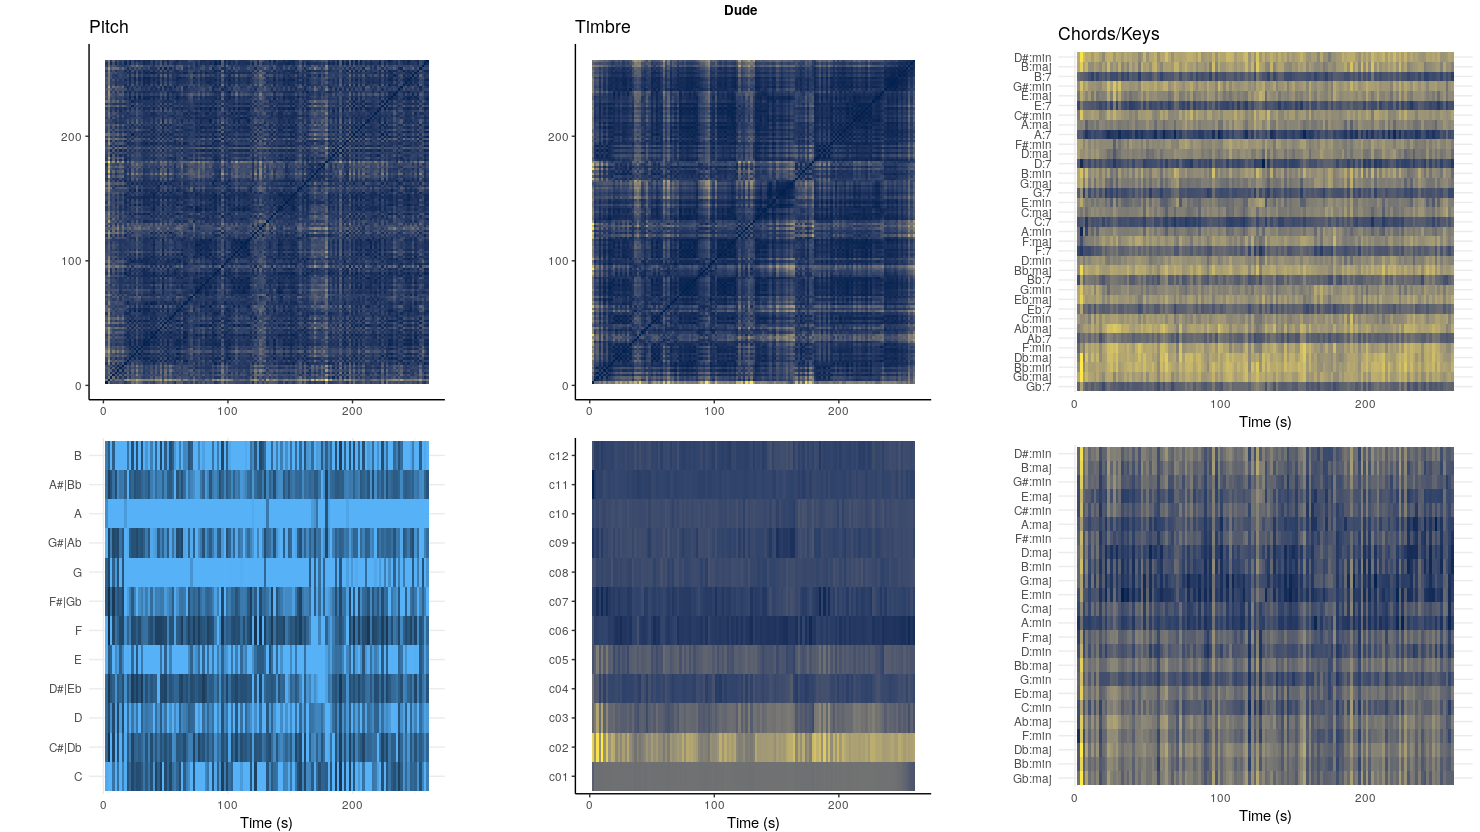 Dude
Pitch
Timbre
Chords/Keys
200
100
0
0
100
200
200
100
0
0
100
200
D#:min
B:maj
B:7
G#:min
E:maj
E:7
C#:min
A:maj
A:7
F#:min
D:maj
D:7
B:min
G:maj
G:7
E:min
C:maj
C:7
A:min
F:maj
F:7
D:min
Bb:maj
Bb:7
G:min
Eb:maj
Eb:7
C:min
Ab:maj
Ab:7
F:min
Db:maj
Bb:min
Gb:maj
Gb:7
0
100
200
Time (s)
B
A#|Bb
A
G#|Ab
G
F#|Gb
F
E
D#|Eb
D
C#|Db
C
0
100
200
Time (s)
c12
c11
c10
c09
c08
c07
c06
c05
c04
c03
c02
c01
0
100
200
Time (s)
D#:min
B:maj
G#:min
E:maj
C#:min
A:maj
F#:min
D:maj
B:min
G:maj
E:min
C:maj
A:min
F:maj
D:min
Bb:maj
G:min
Eb:maj
C:min
Ab:maj
F:min
Db:maj
Bb:min
Gb:maj
0
100
200
Time (s)